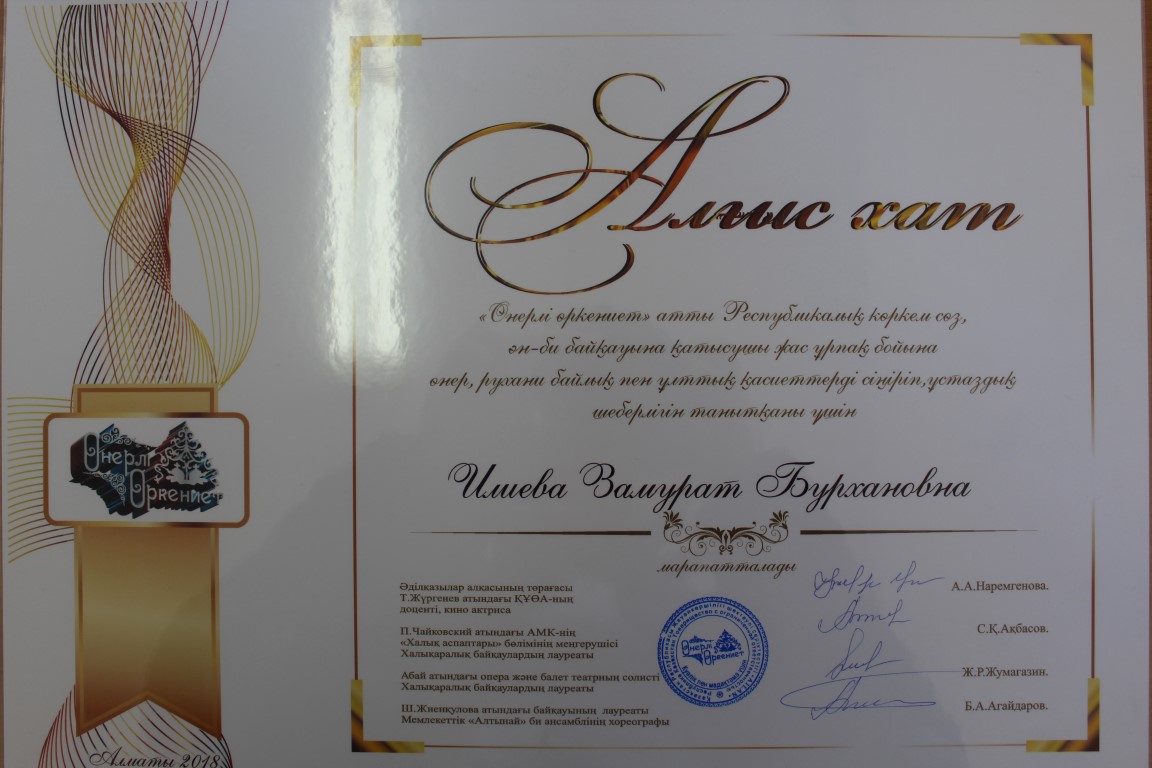 Алғыс хат
«Өнерлі өркениет» атты Республикалық көркем сөз,
ән-би байқауына қатысушы жас ұрпақ бойына
өнер, рухани байлық пен ұлттық қасиеттерді сіңіріп,ұстаздық
шеберлігін танытқаны үшін
Илиева Замурат Бурхановна
марапатталады
Әділқазылар алқасының төрағасы
Т.Жүргенев атындағы ҚҰӨА-ның
доценті, кино актриса
А.А.Наремгенова.
П.Чайковский атындағы АМК-нің
«Халық аспаптары» бөлімінің меңгерушісі
Халықаралық байқаулардың лауреаты
С.Қ.Ақбасов.
Абай атындағы опера және балет театрның солисті
Халықаралық байқаулардың лауреаты
Ж.Р.Жумагазин.
Ш.Жиенкулова атындағы байқауының лауреаты
Мемлекеттік «Алтынай» би ансамблінің хореографы
Б.А.Агайдаров.
Өнерлі
Өркениет
Өнерлі
Өркениет
Алматы 2018